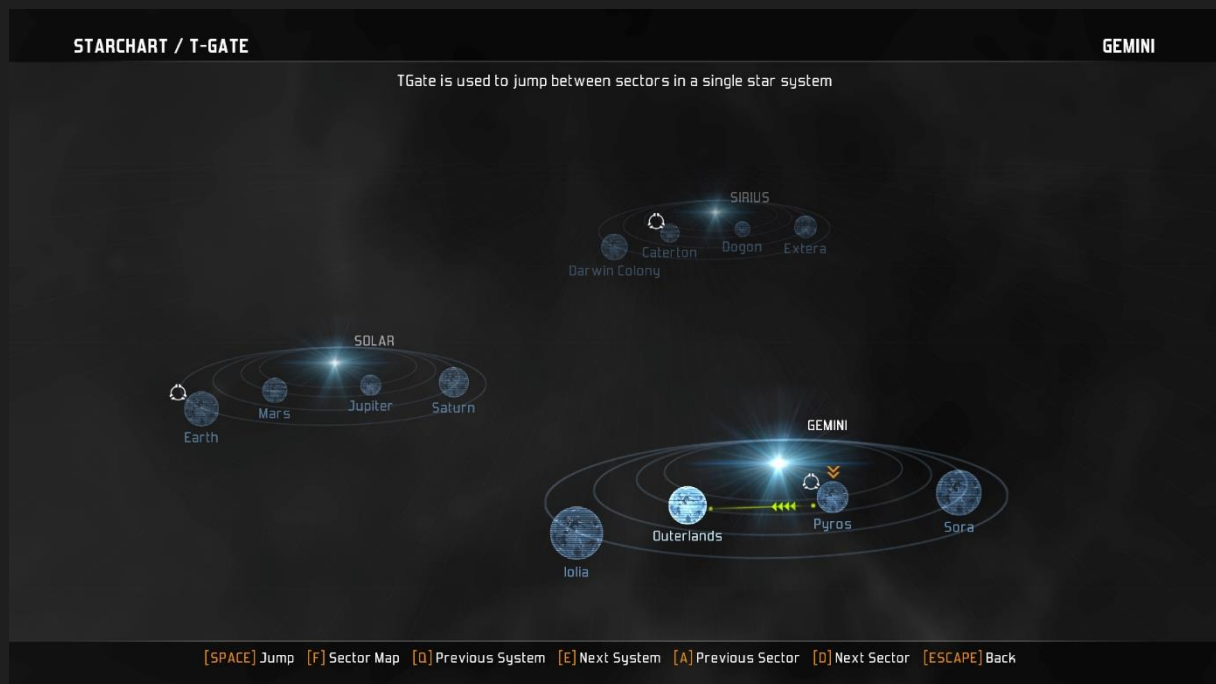 STARCHART / T-GATE
GEMINI
TGate is used to jump between sectors in a single star system
SIRIUS
Darwin Colony
Caterton
Dogon
Extera
SOLAR
Earth
Mars
Jupiter
Saturn
GEMINI
Iolia
Outerlands
Pyros
Sora
[SPACE] Jump [F] Sector Map [Q] Previous System [E] Next System [A] Previous Sector [D] Next Sector [ESCAPE] Back